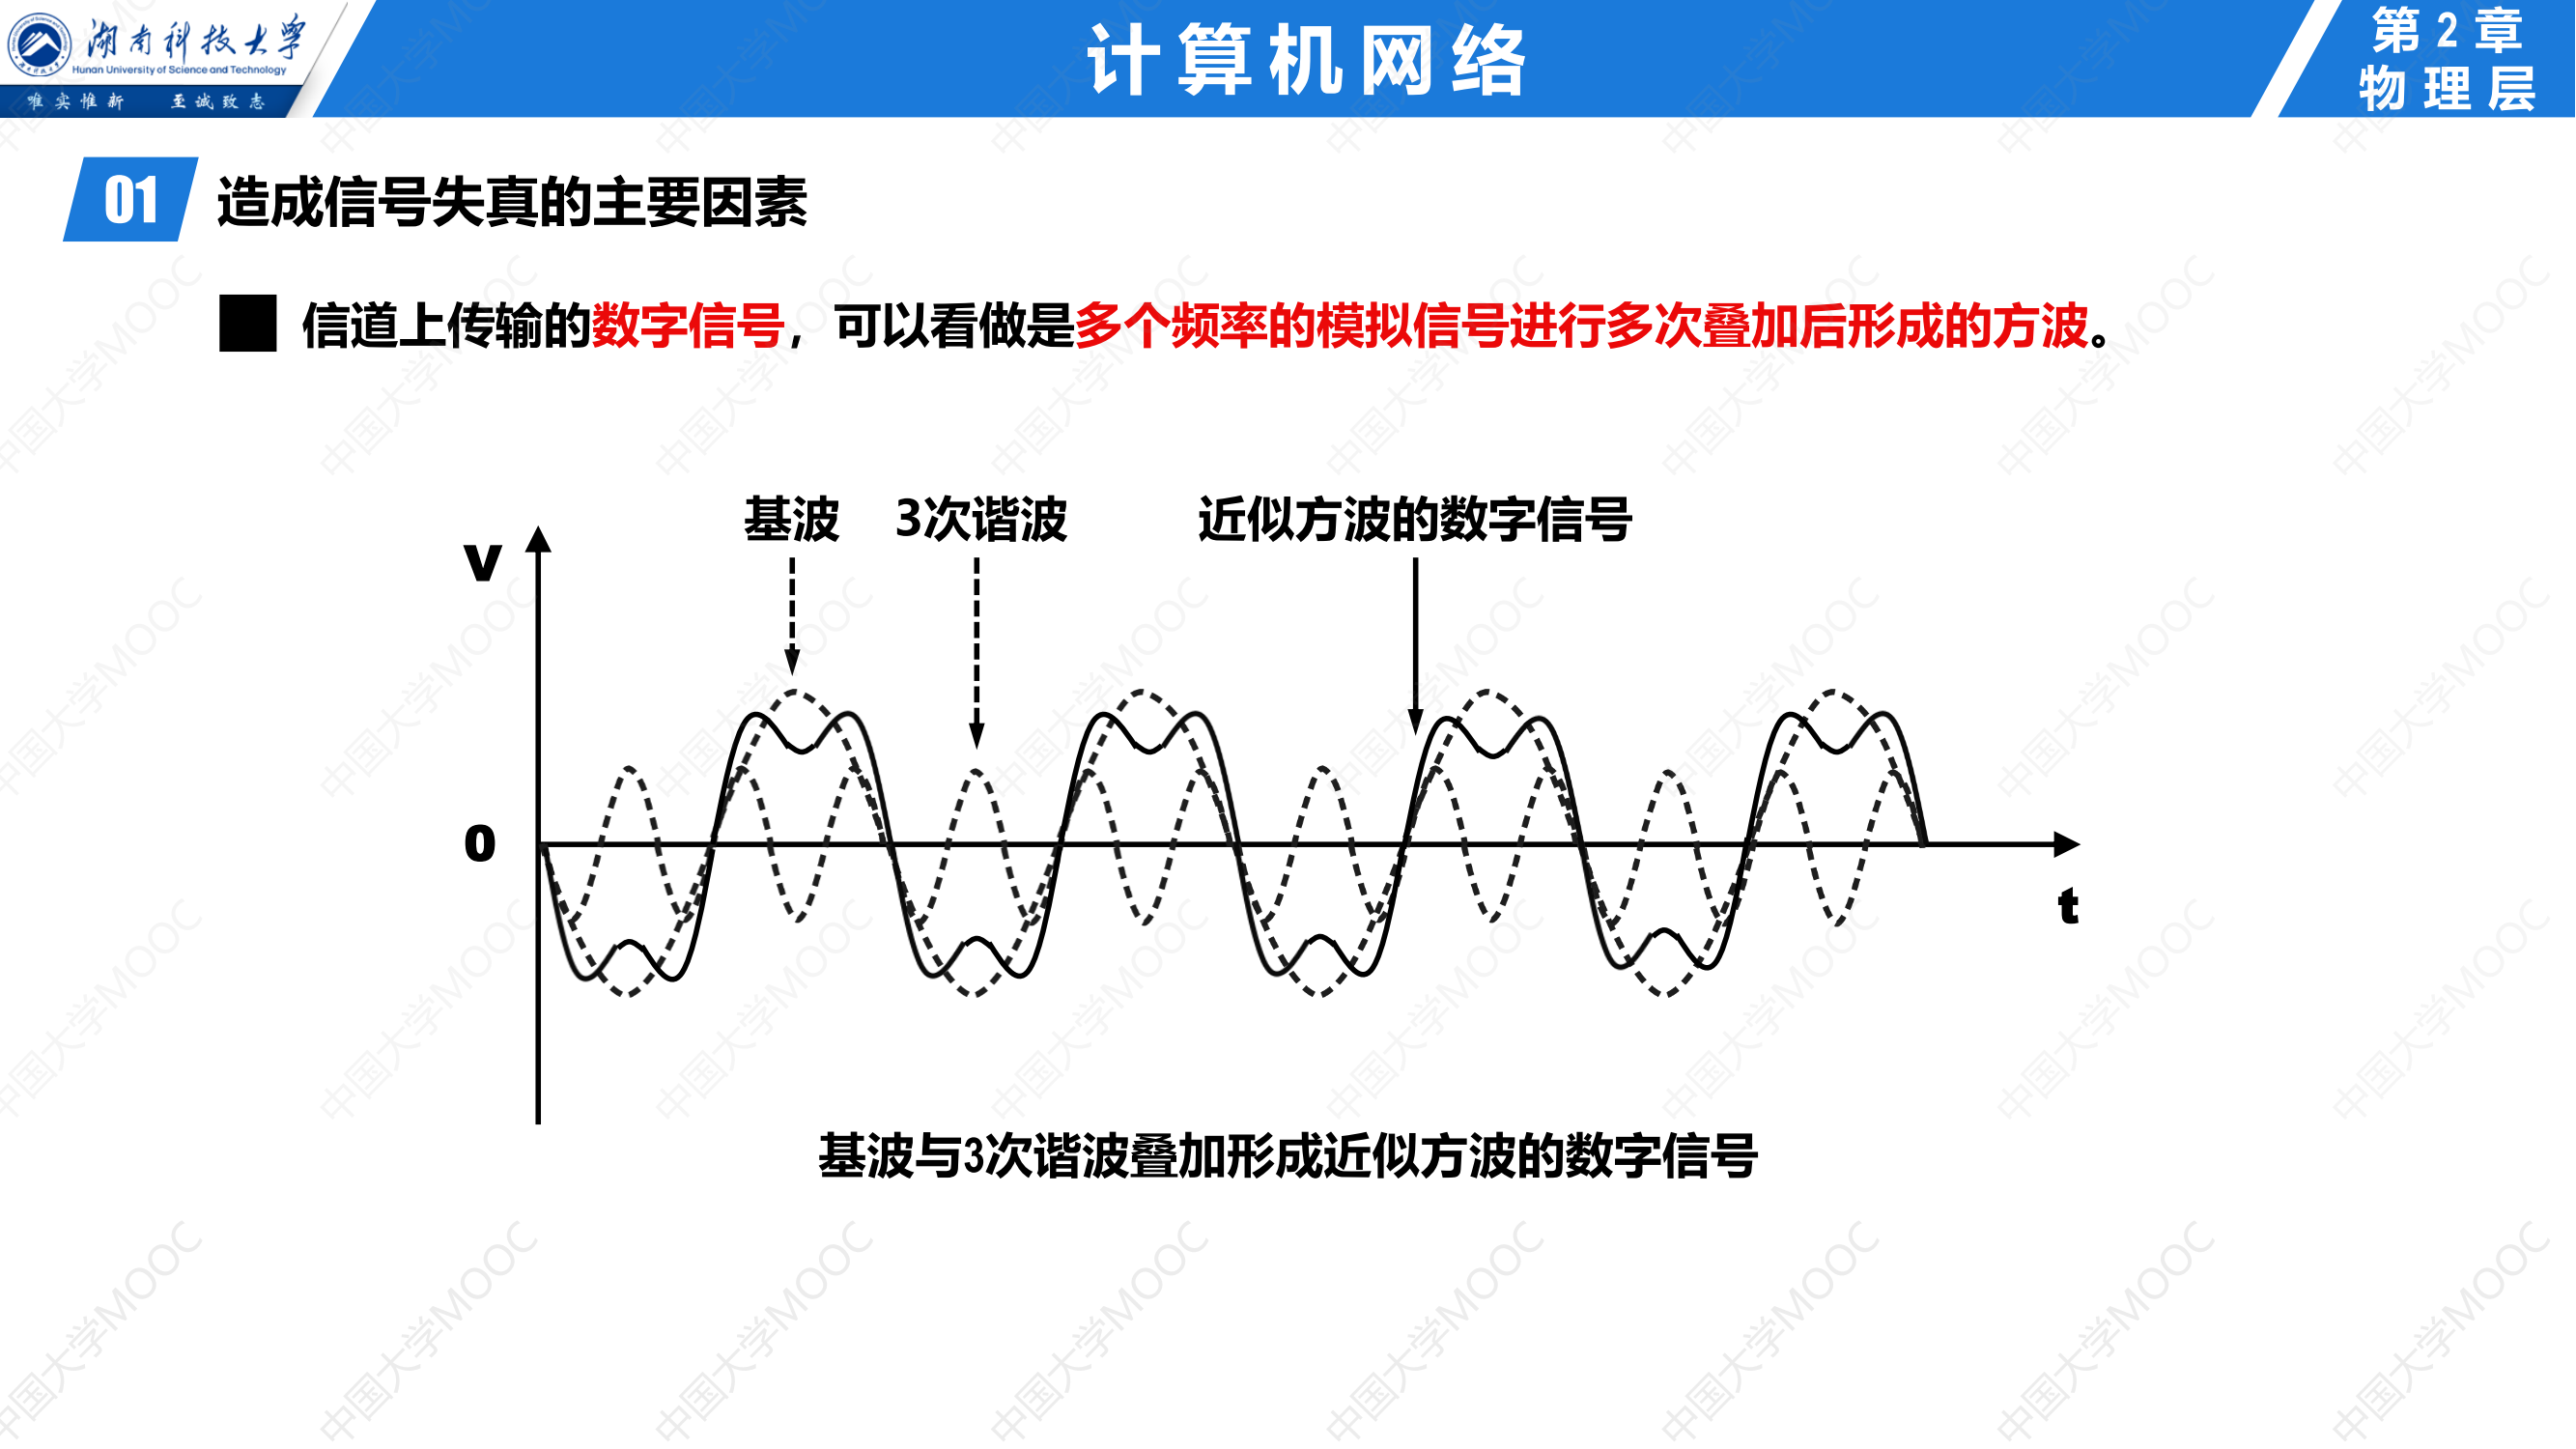 湖南科技大学
Hunan University of Science and Technology
唯实惟新 至诚致志
计算机网络
第2章
物理层
01 造成信号失真的主要因素
信道上传输的数字信号，可以看做是多个频率的模拟信号进行多次叠加后形成的方波。
基波 3次谐波 近似方波的数字信号
V
0
t
基波与3次谐波叠加形成近似方波的数字信号
中国大学MOOC